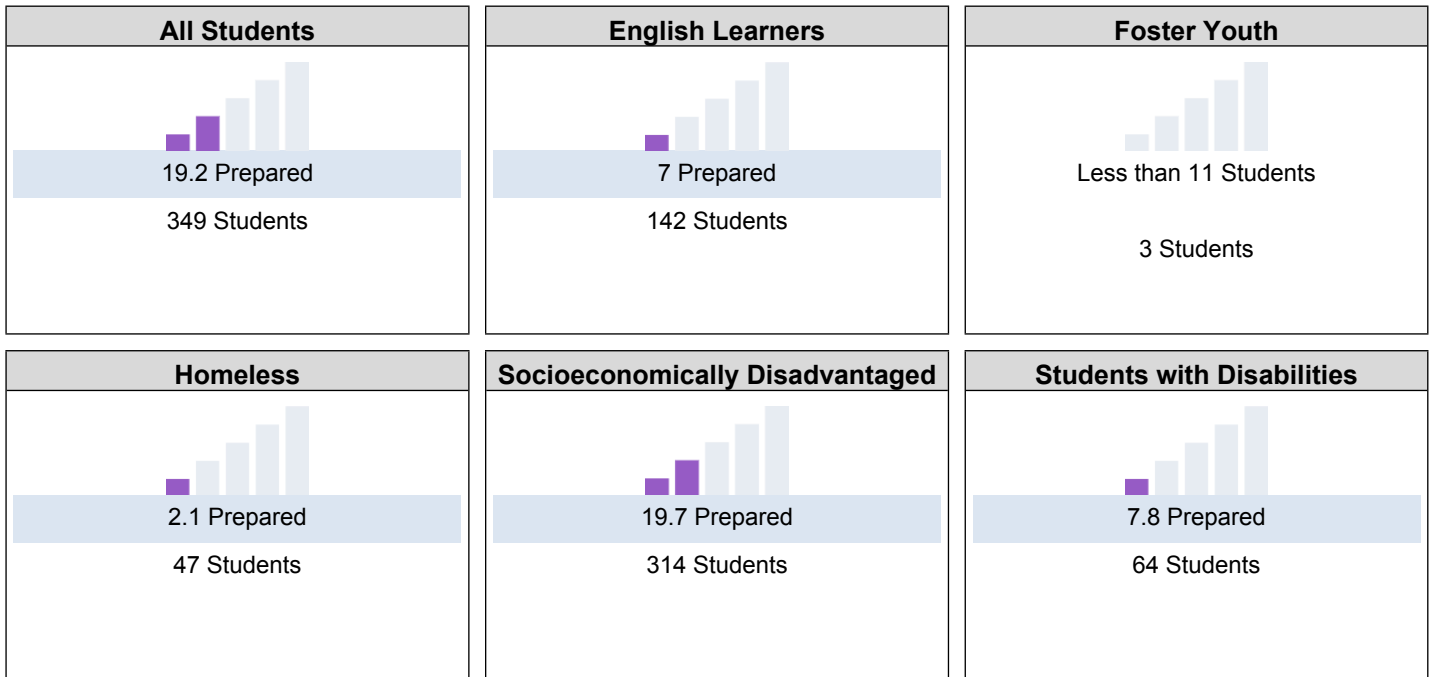 All Students
19.2 Prepared
349 Students
English Learners
7 Prepared
142 Students
Foster Youth
Less than 11 Students
3 Students
Homeless
2.1 Prepared
47 Students
Socioeconomically Disadvantaged
19.7 Prepared
314 Students
Students with Disabilities
7.8 Prepared
64 Students